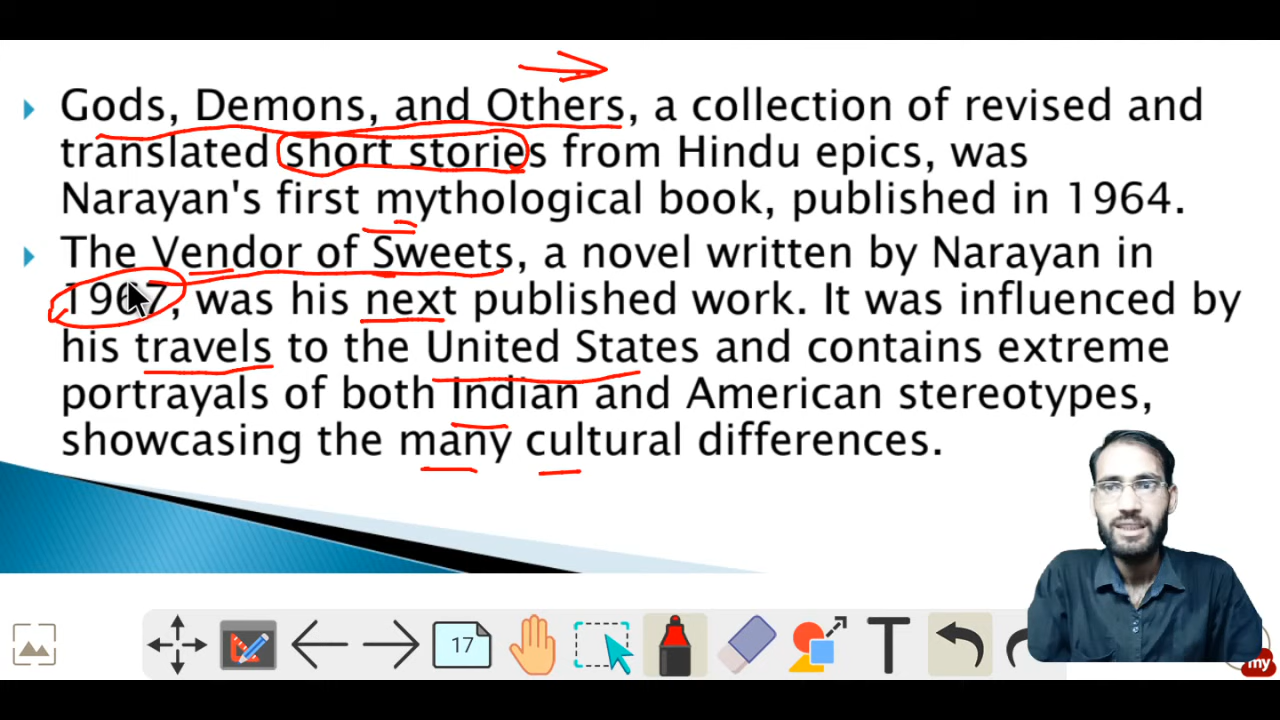 Gods, Demons, and Others, a collection of revised and
translated short stories from Hindu epics, was
Narayan's first mythological book, published in 1964.
The Vendor of Sweets, a novel written by Narayan in
1967, was his next published work. It was influenced by
his travels to the United States and contains extreme
portrayals of both Indian and American stereotypes,
showcasing the many cultural differences.
17
T
my